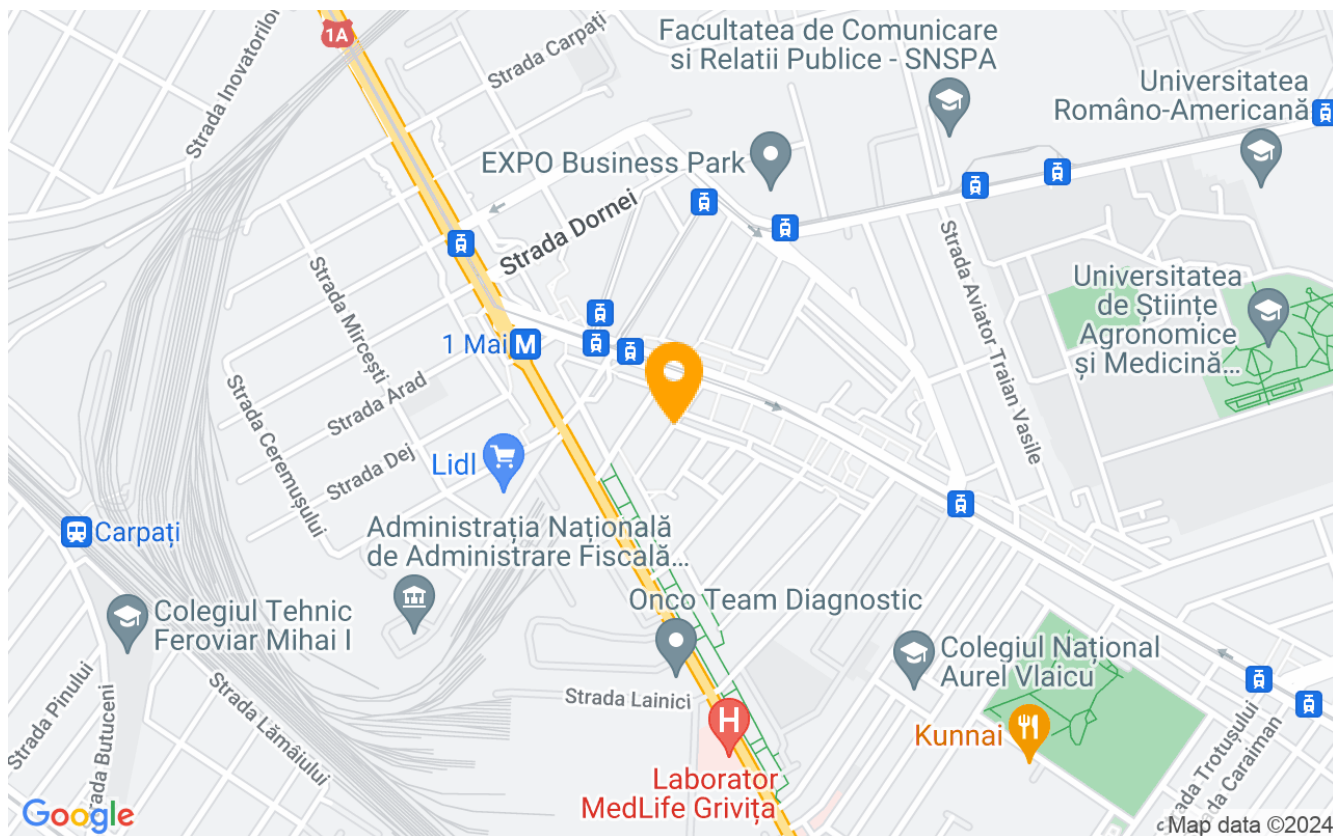 1A
Strada Inovatorilor
Strada Carpați
Facultatea de Comunicare
si Relatii Publice - SNSPA
Universitatea
Româno-Americană
EXPO Business Park
Strada Dornei
Strada Aviator Traian Vasile
Universitatea
de Științe
Agronomice
și Medicină...
Strada Mircești
1 Mai
M
Strada Arad
Strada Ceremușului
Strada Dej
Lidl
Carpați
Administrația Națională
de Administrare Fiscală...
Colegiul Tehnic
Feroviar Mihai I
Onco Team Diagnostic
Colegiul Național
Aurel Vlaicu
Strada Lainici
Strada Pinului
Strada Butuceni
Strada Lămâiului
H
Kunnai
Laborator
MedLife Grivița
Strada Trotușului
Strada Caraiman
Google
Map data ©2024